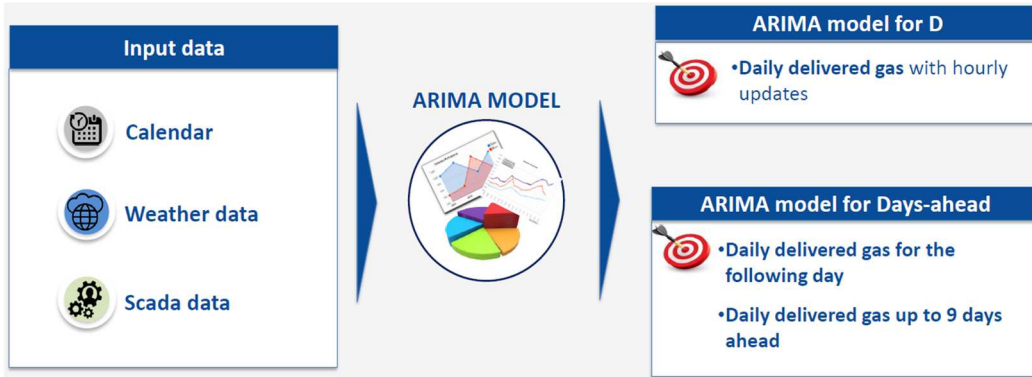 Input data
Calendar
Weather data
Scada data
ARIMA MODEL
ARIMA model for D
•Daily delivered gas with hourly
updates
ARIMA model for Days-ahead
•Daily delivered gas for the
following day
•Daily delivered gas up to 9 days
ahead